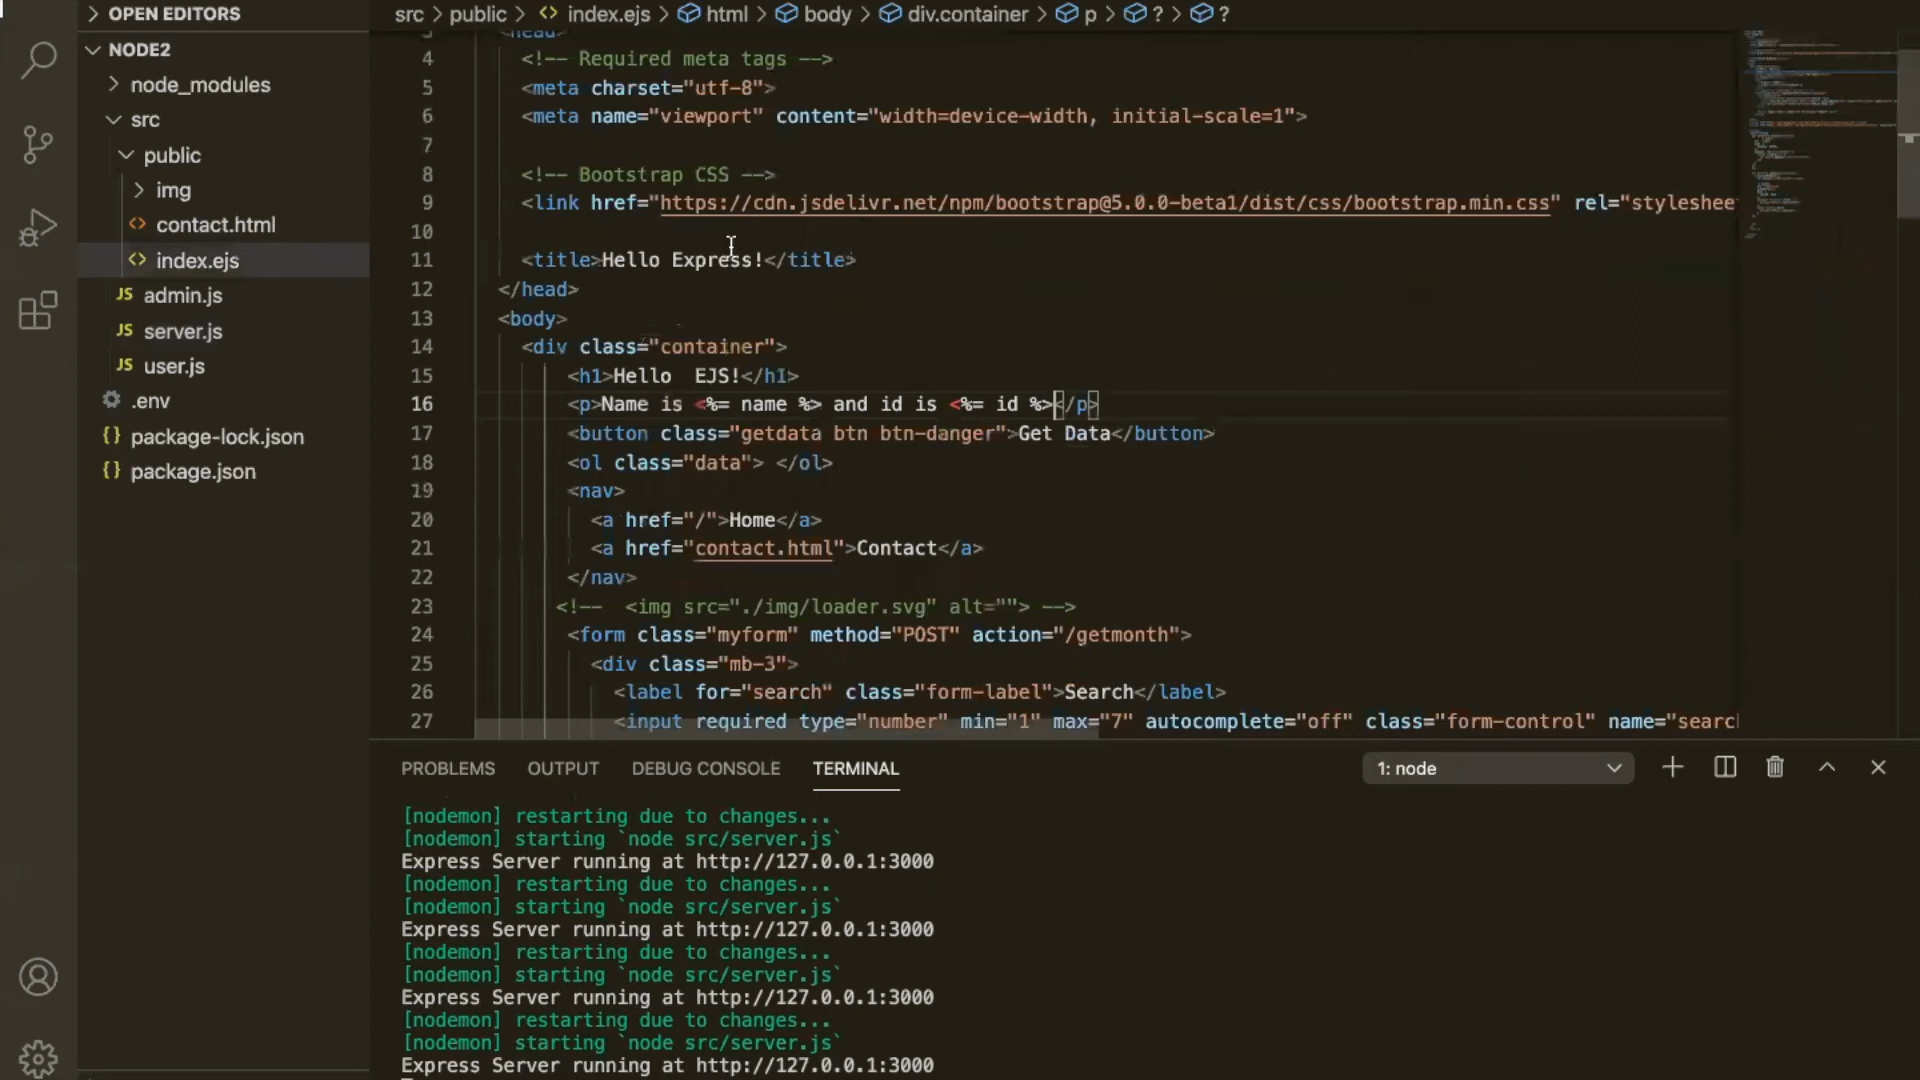 OPEN EDITORS
NODE2
node_modules
src
public
img
contact.html
index.ejs
admin.js
server.js
user.js
.env
package-lock.json
package.json
src > public > index.ejs > html > body > div.container > p > ? > ?
3 <head>
4 <!-- Required meta tags -->
5 <meta charset="utf-8">
6 <meta name="viewport" content="width=device-width, initial-scale=1">
7
8 <!-- Bootstrap CSS -->
9 <link href="https://cdn.jsdelivr.net/npm/bootstrap@5.0.0-beta1/dist/css/bootstrap.min.css" rel="styleshee
10
11 <title>Hello Express!</title>
12 </head>
13 <body>
14 <div class="container">
15 <h1>Hello  EJS!</h1>
16 <p>Name is <%= name %> and id is <%= id %></p>
17 <button class="getdata btn btn-danger">Get Data</button>
18 <ol class="data"> </ol>
19 <nav>
20 <a href="/">Home</a>
21 <a href="contact.html">Contact</a>
22 </nav>
23 <!--  <img src="./img/loader.svg" alt=""> -->
24 <form class="myform" method="POST" action="/getmonth">
25 <div class="mb-3">
26 <label for="search" class="form-label">Search</label>
27 <input required type="number" min="1" max="7" autocomplete="off" class="form-control" name="searc
PROBLEMS OUTPUT DEBUG CONSOLE TERMINAL 1: node
[nodemon] restarting due to changes...
[nodemon] starting `node src/server.js`
Express Server running at http://127.0.0.1:3000
[nodemon] restarting due to changes...
[nodemon] starting `node src/server.js`
Express Server running at http://127.0.0.1:3000
[nodemon] restarting due to changes...
[nodemon] starting `node src/server.js`
Express Server running at http://127.0.0.1:3000
[nodemon] restarting due to changes...
[nodemon] starting `node src/server.js`
Express Server running at http://127.0.0.1:3000